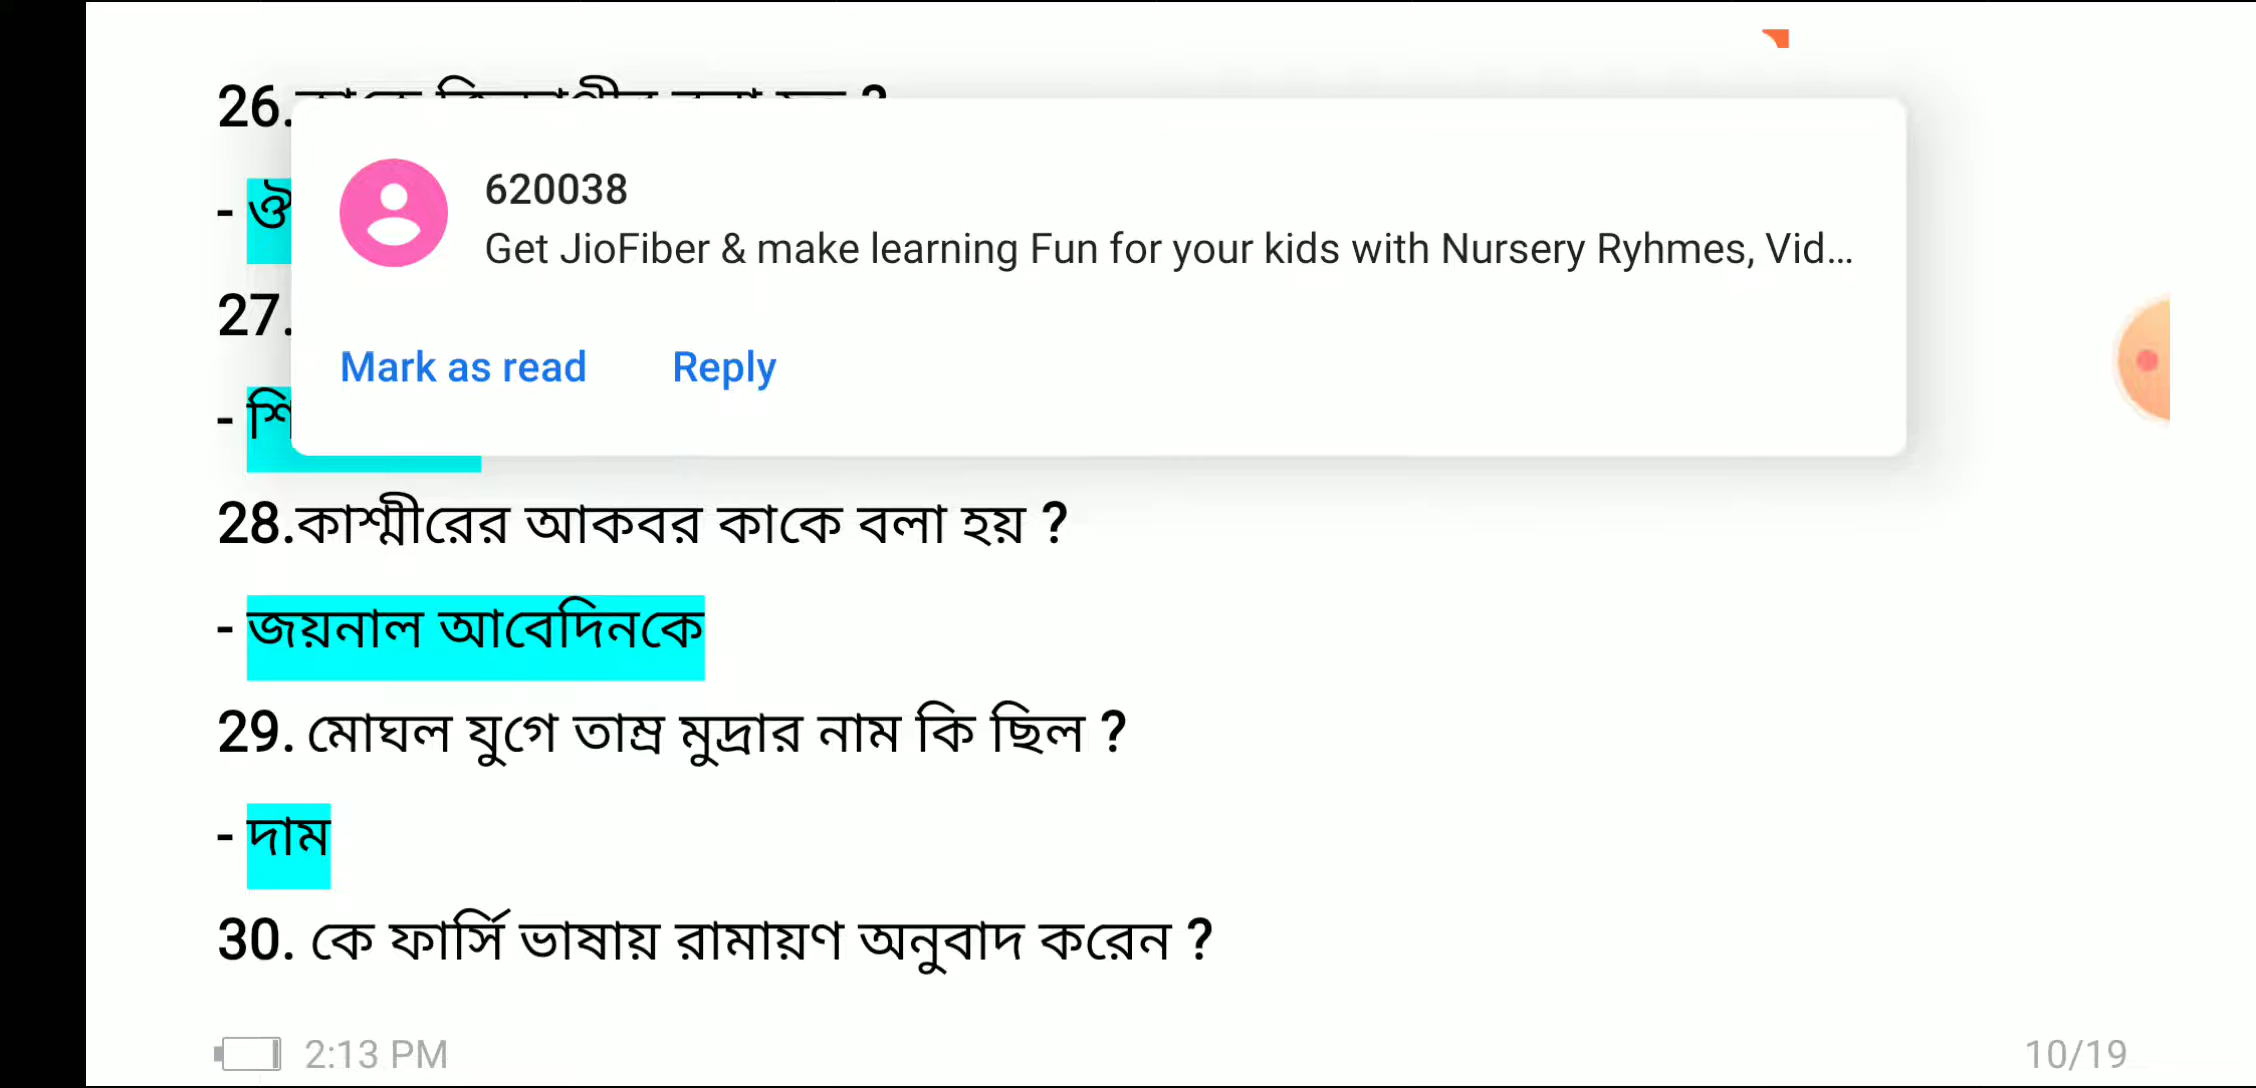 26.
620038
Get JioFiber & make learning Fun for your kids with Nursery Ryhmes, Vid...
27.
Mark as read Reply
28.কাশ্মীরের আকবর কাকে বলা হয় ?
- জয়নাল আবেদিনকে
29. মোঘল যুগে তাম্র মুদ্রার নাম কি ছিল ?
- দাম
30. কে ফার্সি ভাষায় রামায়ণ অনুবাদ করেন ?
2:13 PM 10/19